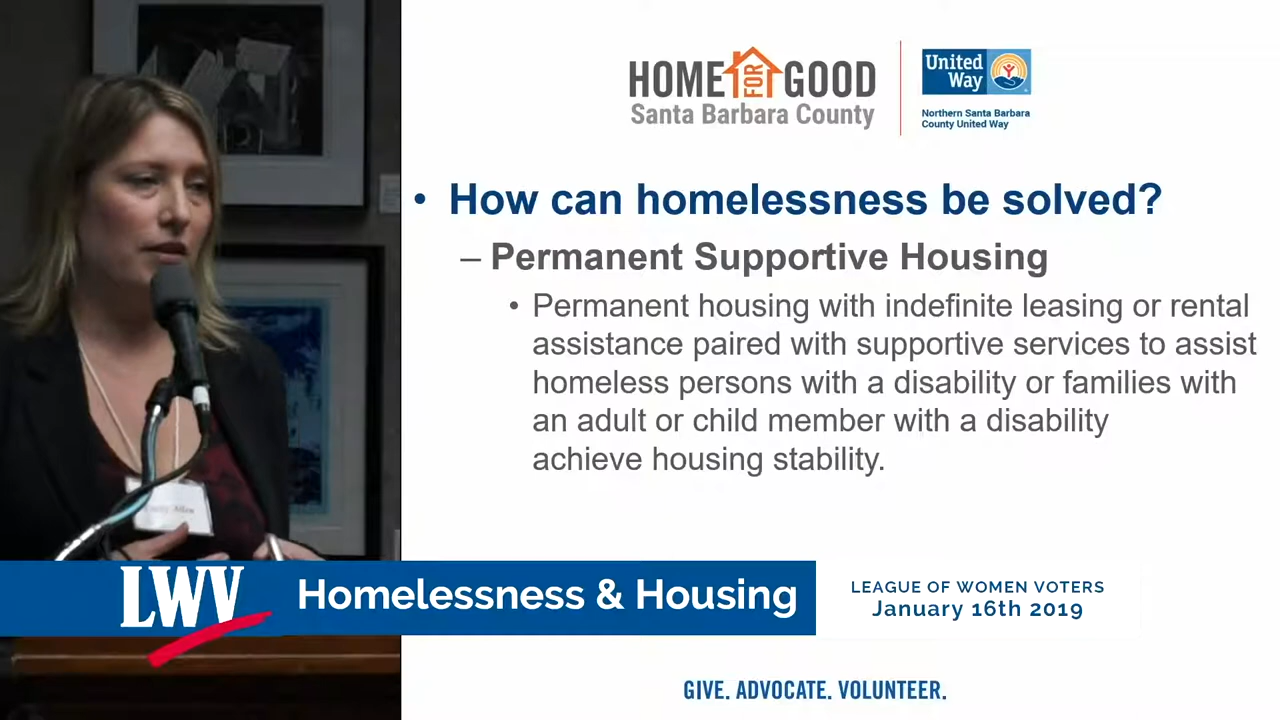 HOME FOR GOOD
Santa Barbara County
United
Way
Northern Santa Barbara
County United Way
• How can homelessness be solved?
– Permanent Supportive Housing
• Permanent housing with indefinite leasing or rental
assistance paired with supportive services to assist
homeless persons with a disability or families with
an adult or child member with a disability
achieve housing stability.
LWV
Homelessness & Housing
LEAGUE OF WOMEN VOTERS
January 16th 2019
GIVE. ADVOCATE. VOLUNTEER.